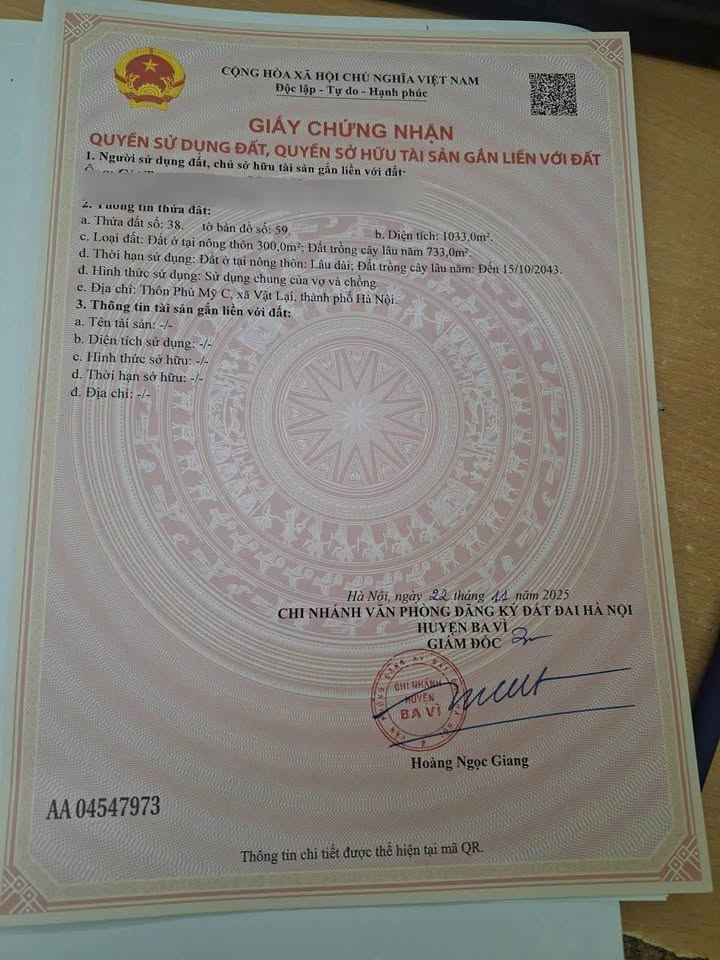 CỘNG HÒA XÃ HỘI CHỦ NGHĨA VIỆT NAM
Độc lập - Tự do - Hạnh phúc
GIẤY CHỨNG NHẬN
QUYỀN SỬ DỤNG ĐẤT, QUYỀN SỞ HỮU TÀI SẢN GẮN LIỀN VỚI ĐẤT
1. Người sử dụng đất, chủ sở hữu tài sản gắn liền với đất:
2. Thông tin thửa đất:
a. Thửa đất số: 38. tờ bản đồ số: 59. b. Diện tích: 1033,0m².
c. Loại đất: Đất ở tại nông thôn 300,0m²; Đất trồng cây lâu năm 733,0m².
d. Thời hạn sử dụng: Đất ở tại nông thôn: Lâu dài; Đất trồng cây lâu năm: Đến 15/10/2043.
đ. Hình thức sử dụng: Sử dụng chung của vợ và chồng.
e. Địa chỉ: Thôn Phú Mỹ C, xã Vật Lại, thành phố Hà Nội.
3. Thông tin tài sản gắn liền với đất:
a. Tên tài sản: -/-
b. Diện tích sử dụng: -/-
c. Hình thức sở hữu: -/-
d. Thời hạn sở hữu: -/-
đ. Địa chỉ: -/-
Hà Nội, ngày 22 tháng 11 năm 2025
CHI NHÁNH VĂN PHÒNG ĐĂNG KÝ ĐẤT ĐAI HÀ NỘI
HUYỆN BA VÌ
GIÁM ĐỐC
CHI NHÁNH
HUYỆN
BA VÌ
Hoàng Ngọc Giang
AA 04547973
Thông tin chi tiết được thể hiện tại mã QR.